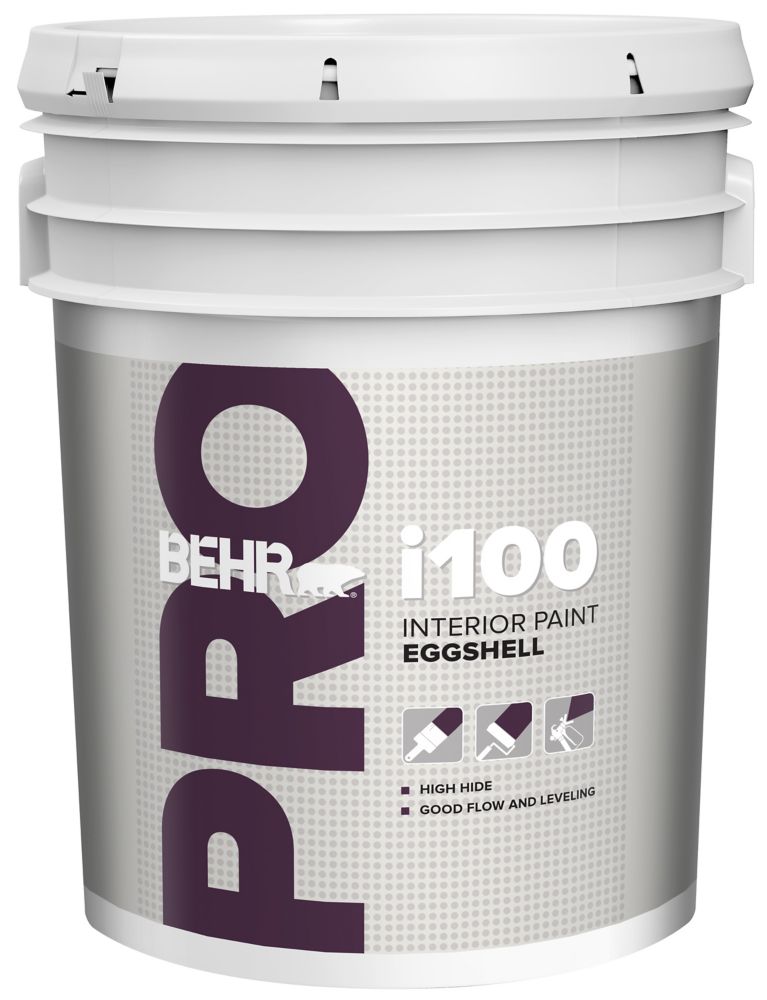 PRO
BEHR®
i100
INTERIOR PAINT
EGGSHELL
HIGH HIDE
GOOD FLOW AND LEVELING